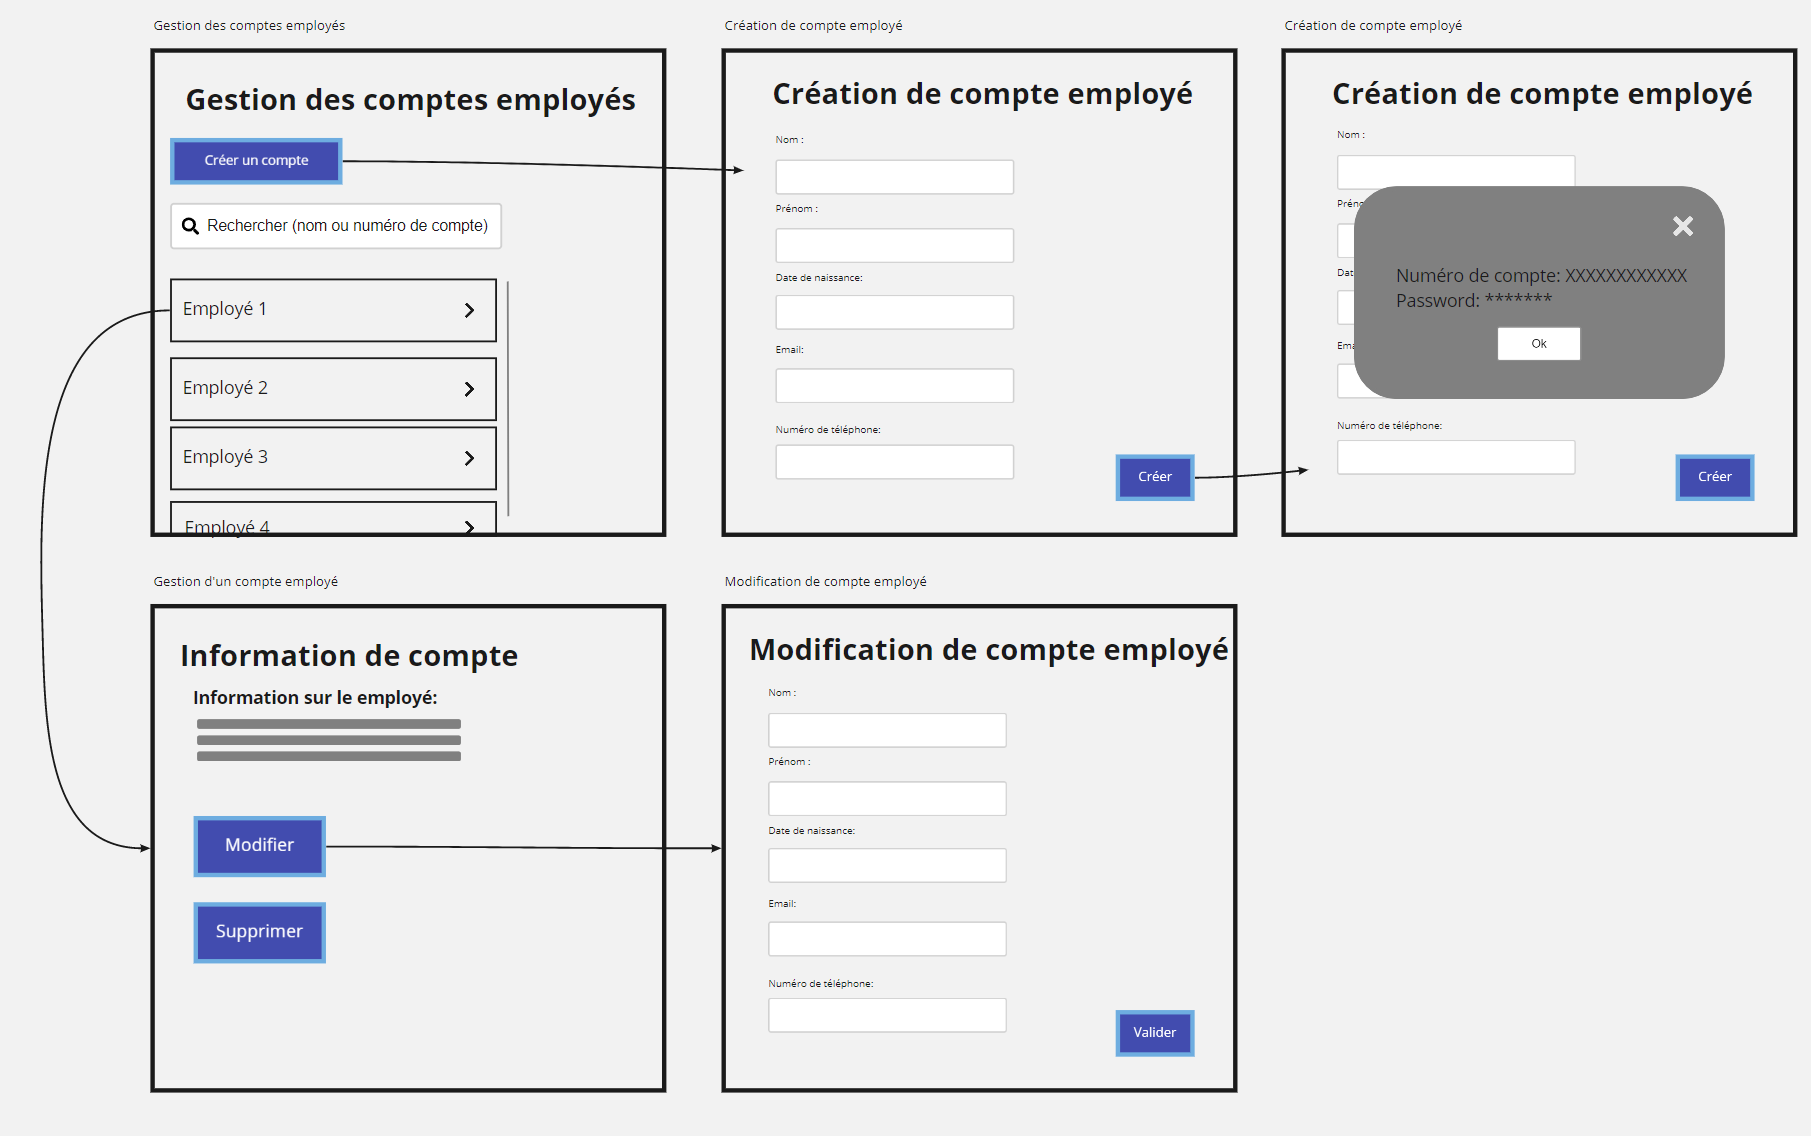 Gestion des comptes employés
Gestion des comptes employés
Créer un compte
Rechercher (nom ou numéro de compte)
Employé 1
Employé 2
Employé 3
Employé 4
Création de compte employé
Création de compte employé
Nom :
Prénom :
Date de naissance:
Email:
Numéro de téléphone:
Créer
Création de compte employé
Création de compte employé
Nom :
Préno
Dat
Ema
Numéro de compte: XXXXXXXXXXXX
Password: *******
Ok
Numéro de téléphone:
Créer
Gestion d'un compte employé
Information de compte
Information sur le employé:
Modifier
Supprimer
Modification de compte employé
Modification de compte employé
Nom :
Prénom :
Date de naissance:
Email:
Numéro de téléphone:
Valider